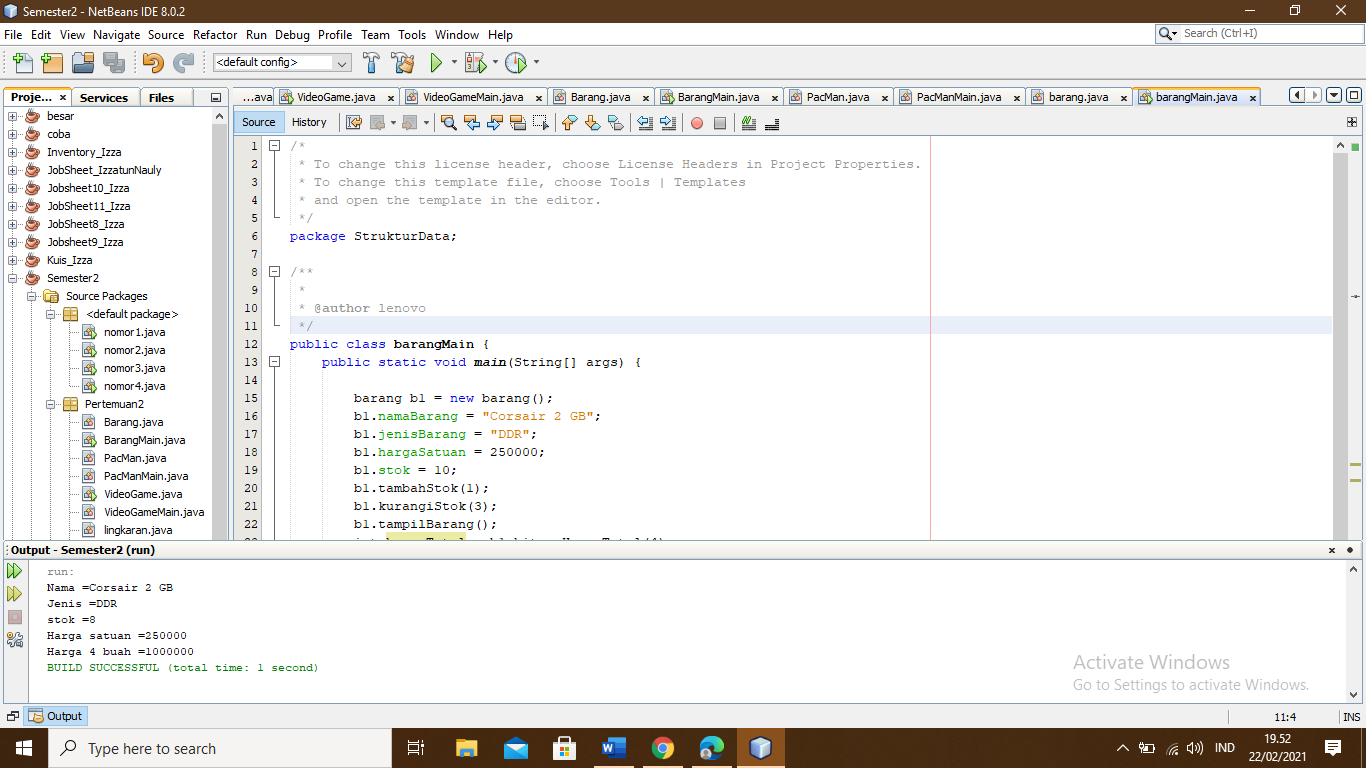 Semester2 - NetBeans IDE 8.0.2
File Edit View Navigate Source Refactor Run Debug Profile Team Tools Window Help
Search (Ctrl+I)
<default config>
Proje... × Services Files
...ava VideoGame.java VideoGameMain.java Barang.java BarangMain.java PacMan.java PacManMain.java barang.java barangMain.java
Source History
besar
coba
Inventory_Izza
JobSheet_IzzatunNauly
Jobsheet10_Izza
JobSheet11_Izza
JobSheet8_Izza
Jobsheet9_Izza
Kuis_Izza
Semester2
Source Packages
<default package>
nomor1.java
nomor2.java
nomor3.java
nomor4.java
Pertemuan2
Barang.java
BarangMain.java
PacMan.java
PacManMain.java
VideoGame.java
VideoGameMain.java
lingkaran.java
1 /*
2 * To change this license header, choose License Headers in Project Properties.
3 * To change this template file, choose Tools | Templates
4 * and open the template in the editor.
5 */
6 package StrukturData;
7
8 /**
9 *
10 * @author lenovo
11 */
12 public class barangMain {
13 public static void main(String[] args) {
14
15 barang b1 = new barang();
16 b1.namaBarang = "Corsair 2 GB";
17 b1.jenisBarang = "DDR";
18 b1.hargaSatuan = 250000;
19 b1.stok = 10;
20 b1.tambahStok(1);
21 b1.kurangiStok(3);
22 b1.tampilBarang();
Output - Semester2 (run)
run:
Nama =Corsair 2 GB
Jenis =DDR
stok =8
Harga satuan =250000
Harga 4 buah =1000000
BUILD SUCCESSFUL (total time: 1 second)
Activate Windows
Go to Settings to activate Windows.
Output
11:4 INS
Type here to search
IND
19.52
22/02/2021